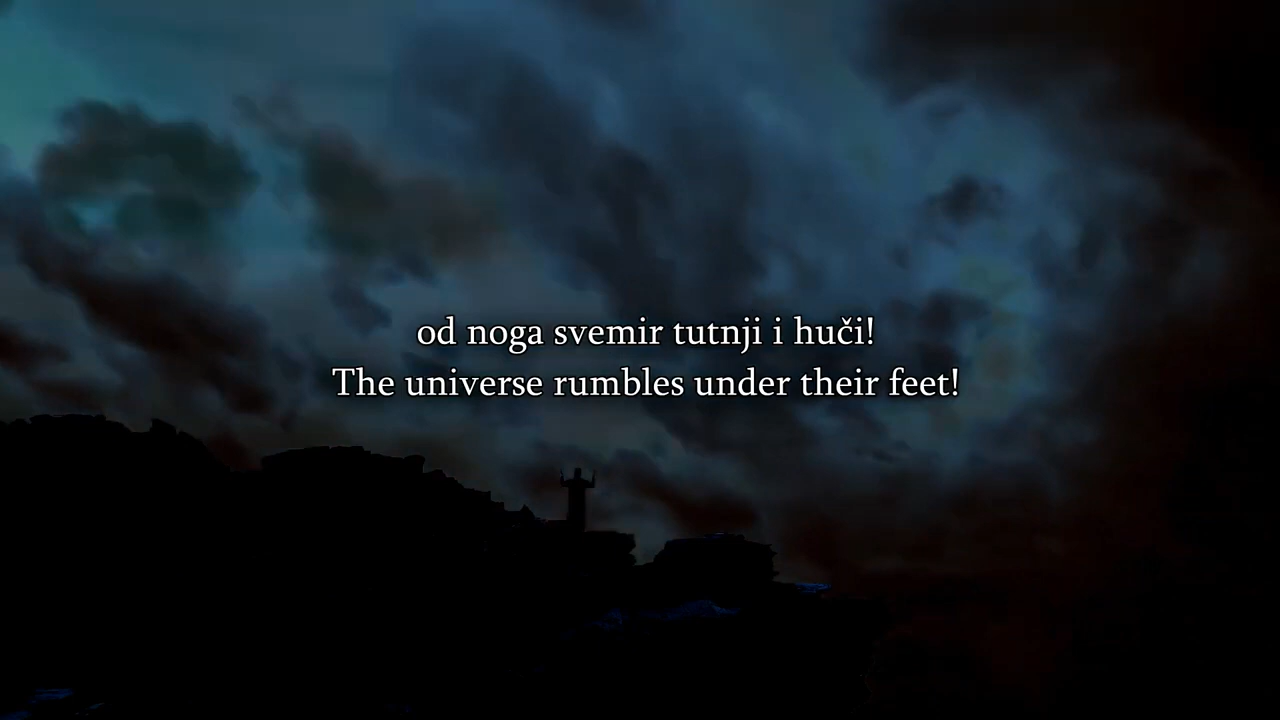 od noga svemir tutnji i huči!
The universe rumbles under their feet!